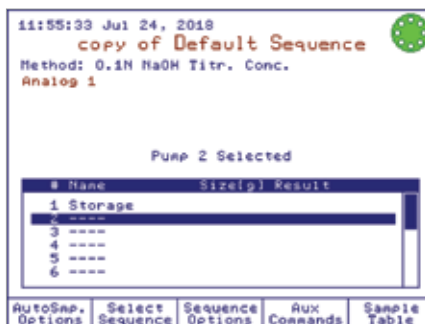 11:55:33 Jul 24, 2018
copy of Default Sequence
Method: 0.1N NaOH Titr. Conc.
Analog 1
Pump 2 Selected
# Name Size[g] Result
1 Storage
2 ----
3 ----
4 ----
5 ----
6 ----
AutoSmp. Options
Select Sequence
Sequence Options
Aux Commands
Sample Table